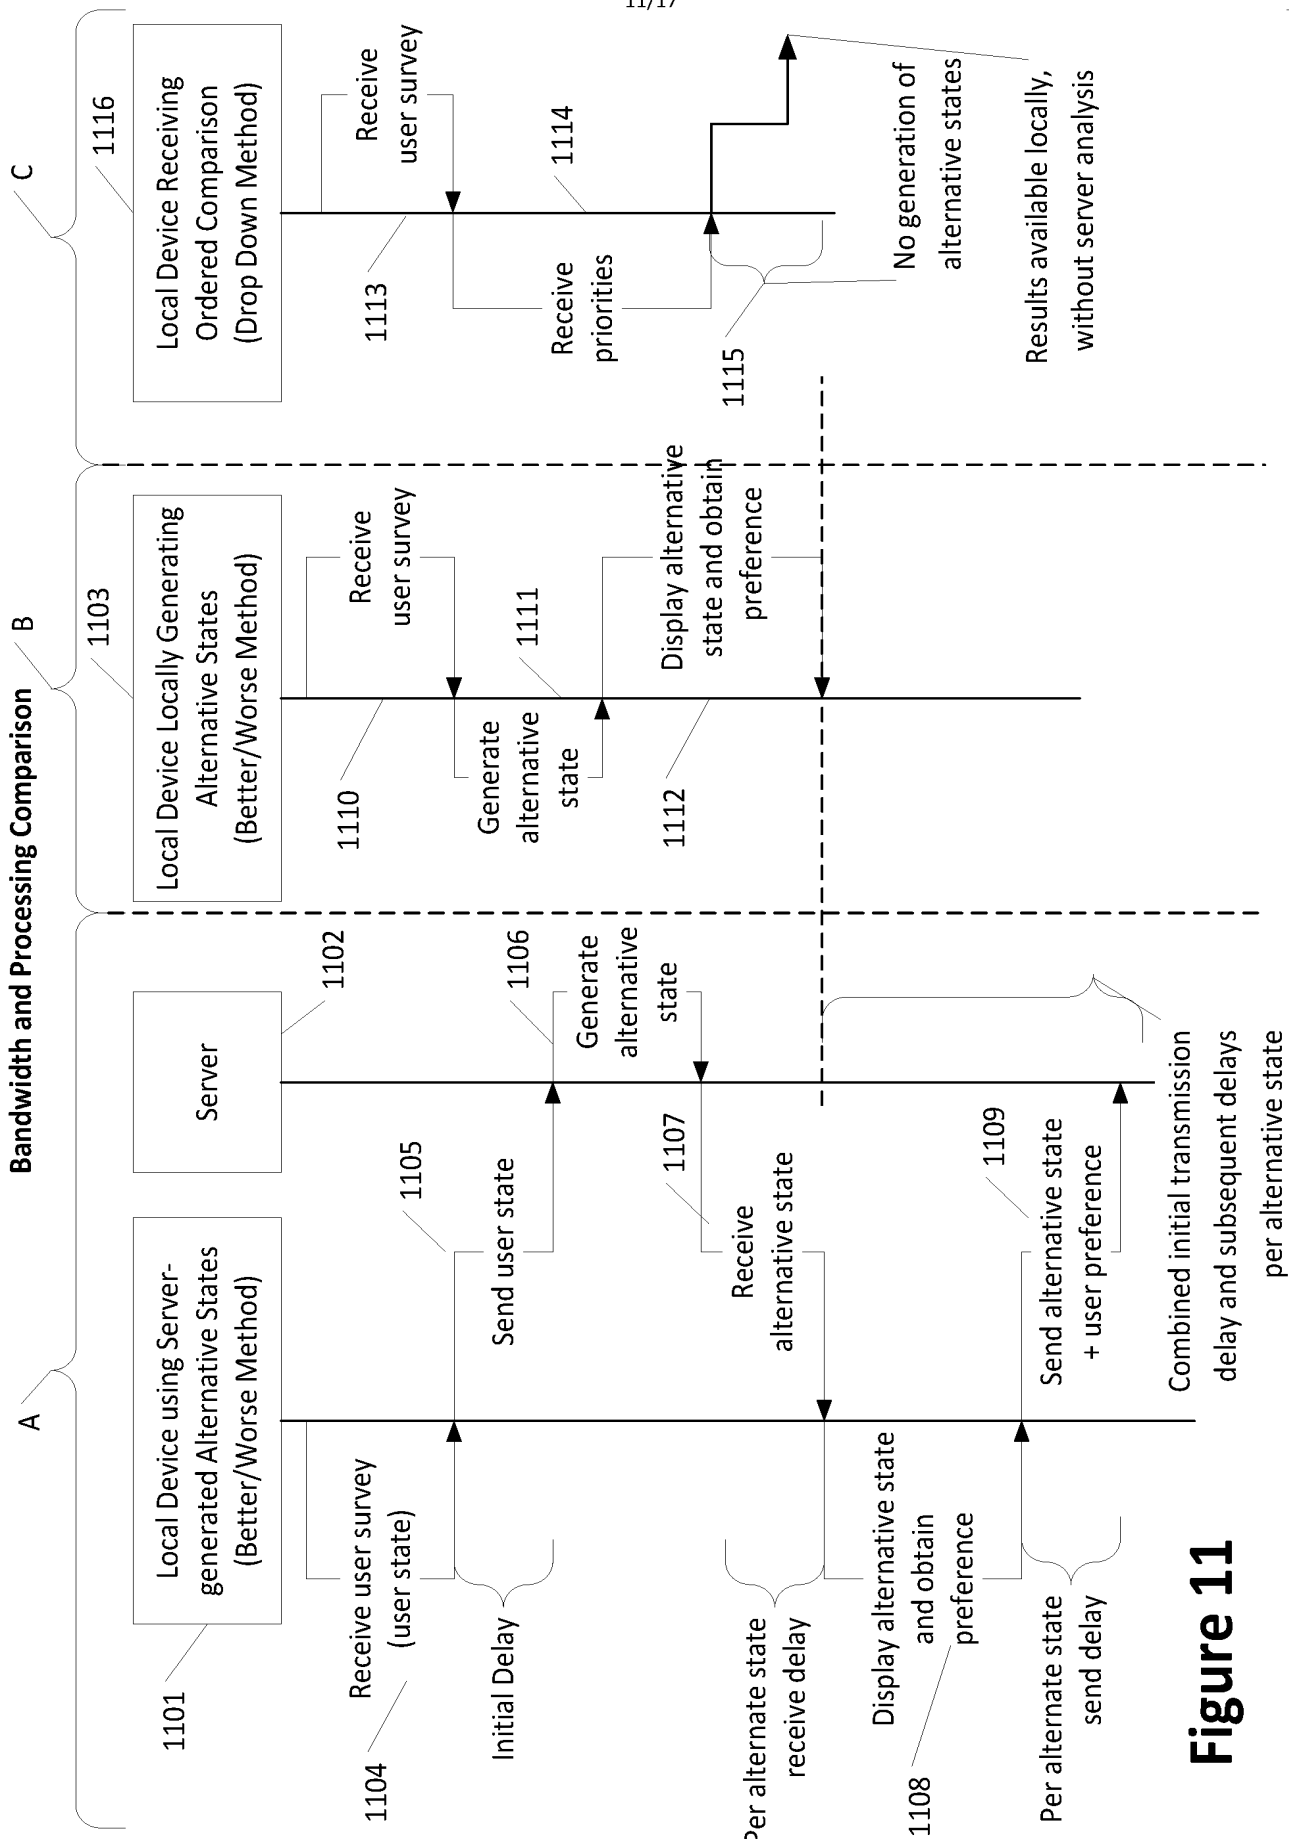 11/17
Bandwidth and Processing Comparison
A
B
C
1101
Local Device using Server-
generated Alternative States
(Better/Worse Method)
Server
1102
1104
Receive user survey
(user state)
Initial Delay
1105
Send user state
1106
Generate
alternative
state
1107
Receive
alternative state
Per alternate state
receive delay
1108
Display alternative state
and obtain
preference
Per alternate state
send delay
1109
Send alternative state
+ user preference
Combined initial transmission
delay and subsequent delays
per alternative state
1103
Local Device Locally Generating
Alternative States
(Better/Worse Method)
1110
Receive
user survey
Generate
alternative
state
1111
1112
Display alternative
state and obtain
preference
1116
Local Device Receiving
Ordered Comparison
(Drop Down Method)
1113
Receive
user survey
1114
Receive
priorities
1115
No generation of
alternative states
Results available locally,
without server analysis
Figure 11